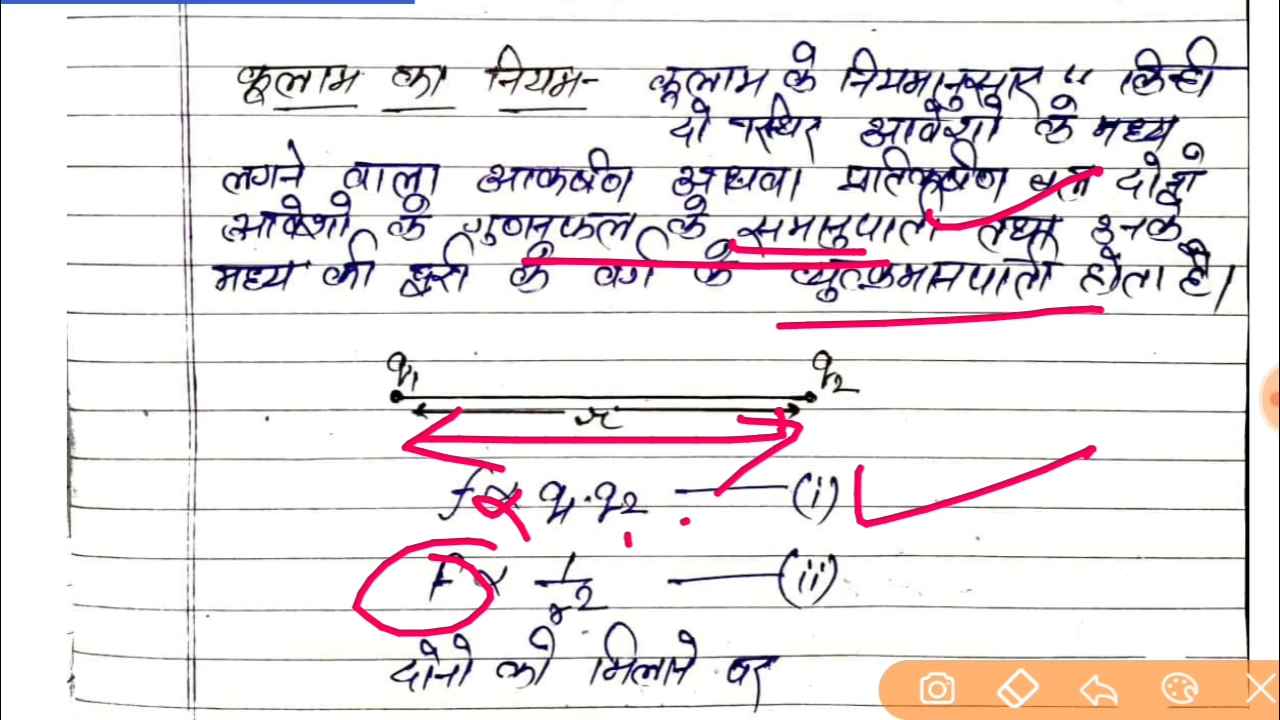 कूलाम का नियम- कूलाम के नियमानुसार " किन्ही
दो स्थिर आवेशो के मध्य
लगने वाला आकर्षण अथवा प्रतिकर्षण बल दोनो
आवेशो के गुणनफल के समानुपाती तथा इनके
मध्य की दूरी के वर्ग के व्युत्क्रमानुपाती होता है।
q1 q2
r
f ∝ q1.q2 —— (i)
F ∝ 1/r2 —— (ii)
दोनो को मिलाने पर